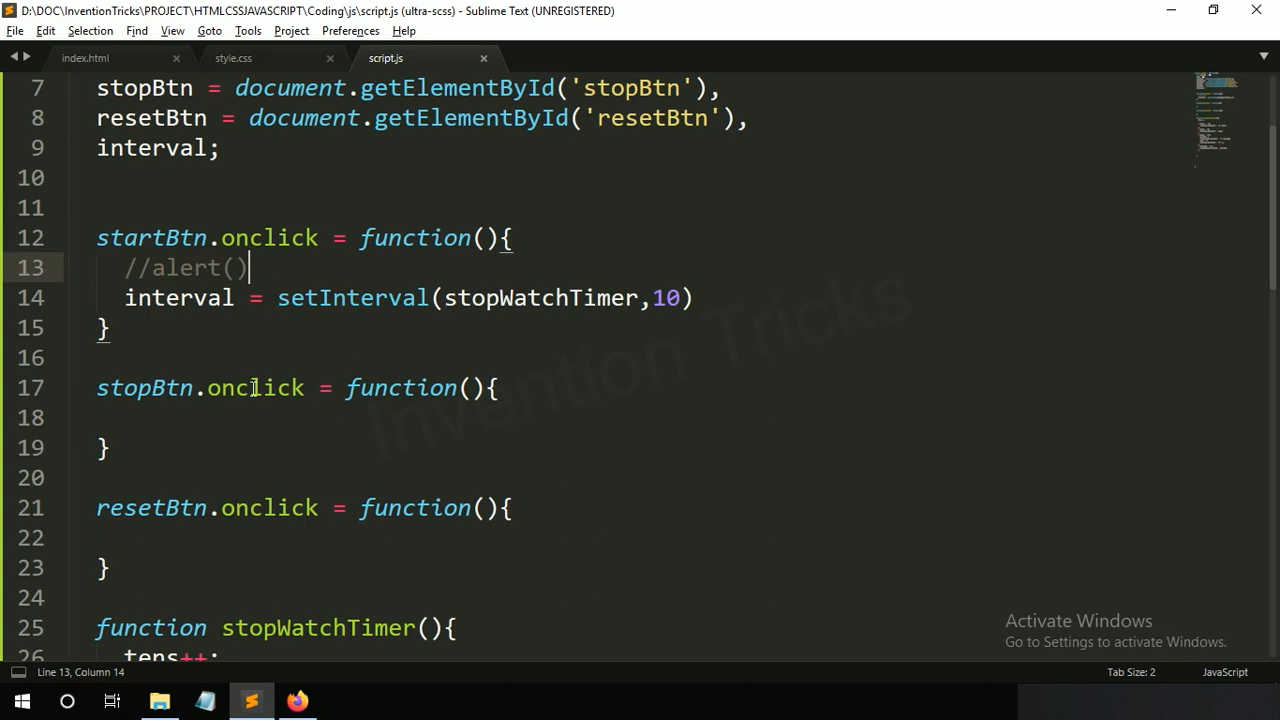 D:\DOC\InventionTricks\PROJECT\HTMLCSSJAVASCRIPT\Coding\js\script.js (ultra-scss) - Sublime Text (UNREGISTERED)
File Edit Selection Find View Goto Tools Project Preferences Help
index.html style.css script.js
7 stopBtn = document.getElementById('stopBtn'),
8 resetBtn = document.getElementById('resetBtn'),
9 interval;
10
11
12 startBtn.onclick = function(){
13 //alert()
14 interval = setInterval(stopWatchTimer,10)
15 }
16
17 stopBtn.onclick = function(){
18
19 }
20
21 resetBtn.onclick = function(){
22
23 }
24
25 function stopWatchTimer(){
26 tens++;
Invention Tricks
Activate Windows
Go to Settings to activate Windows.
Line 13, Column 14 Tab Size: 2 JavaScript